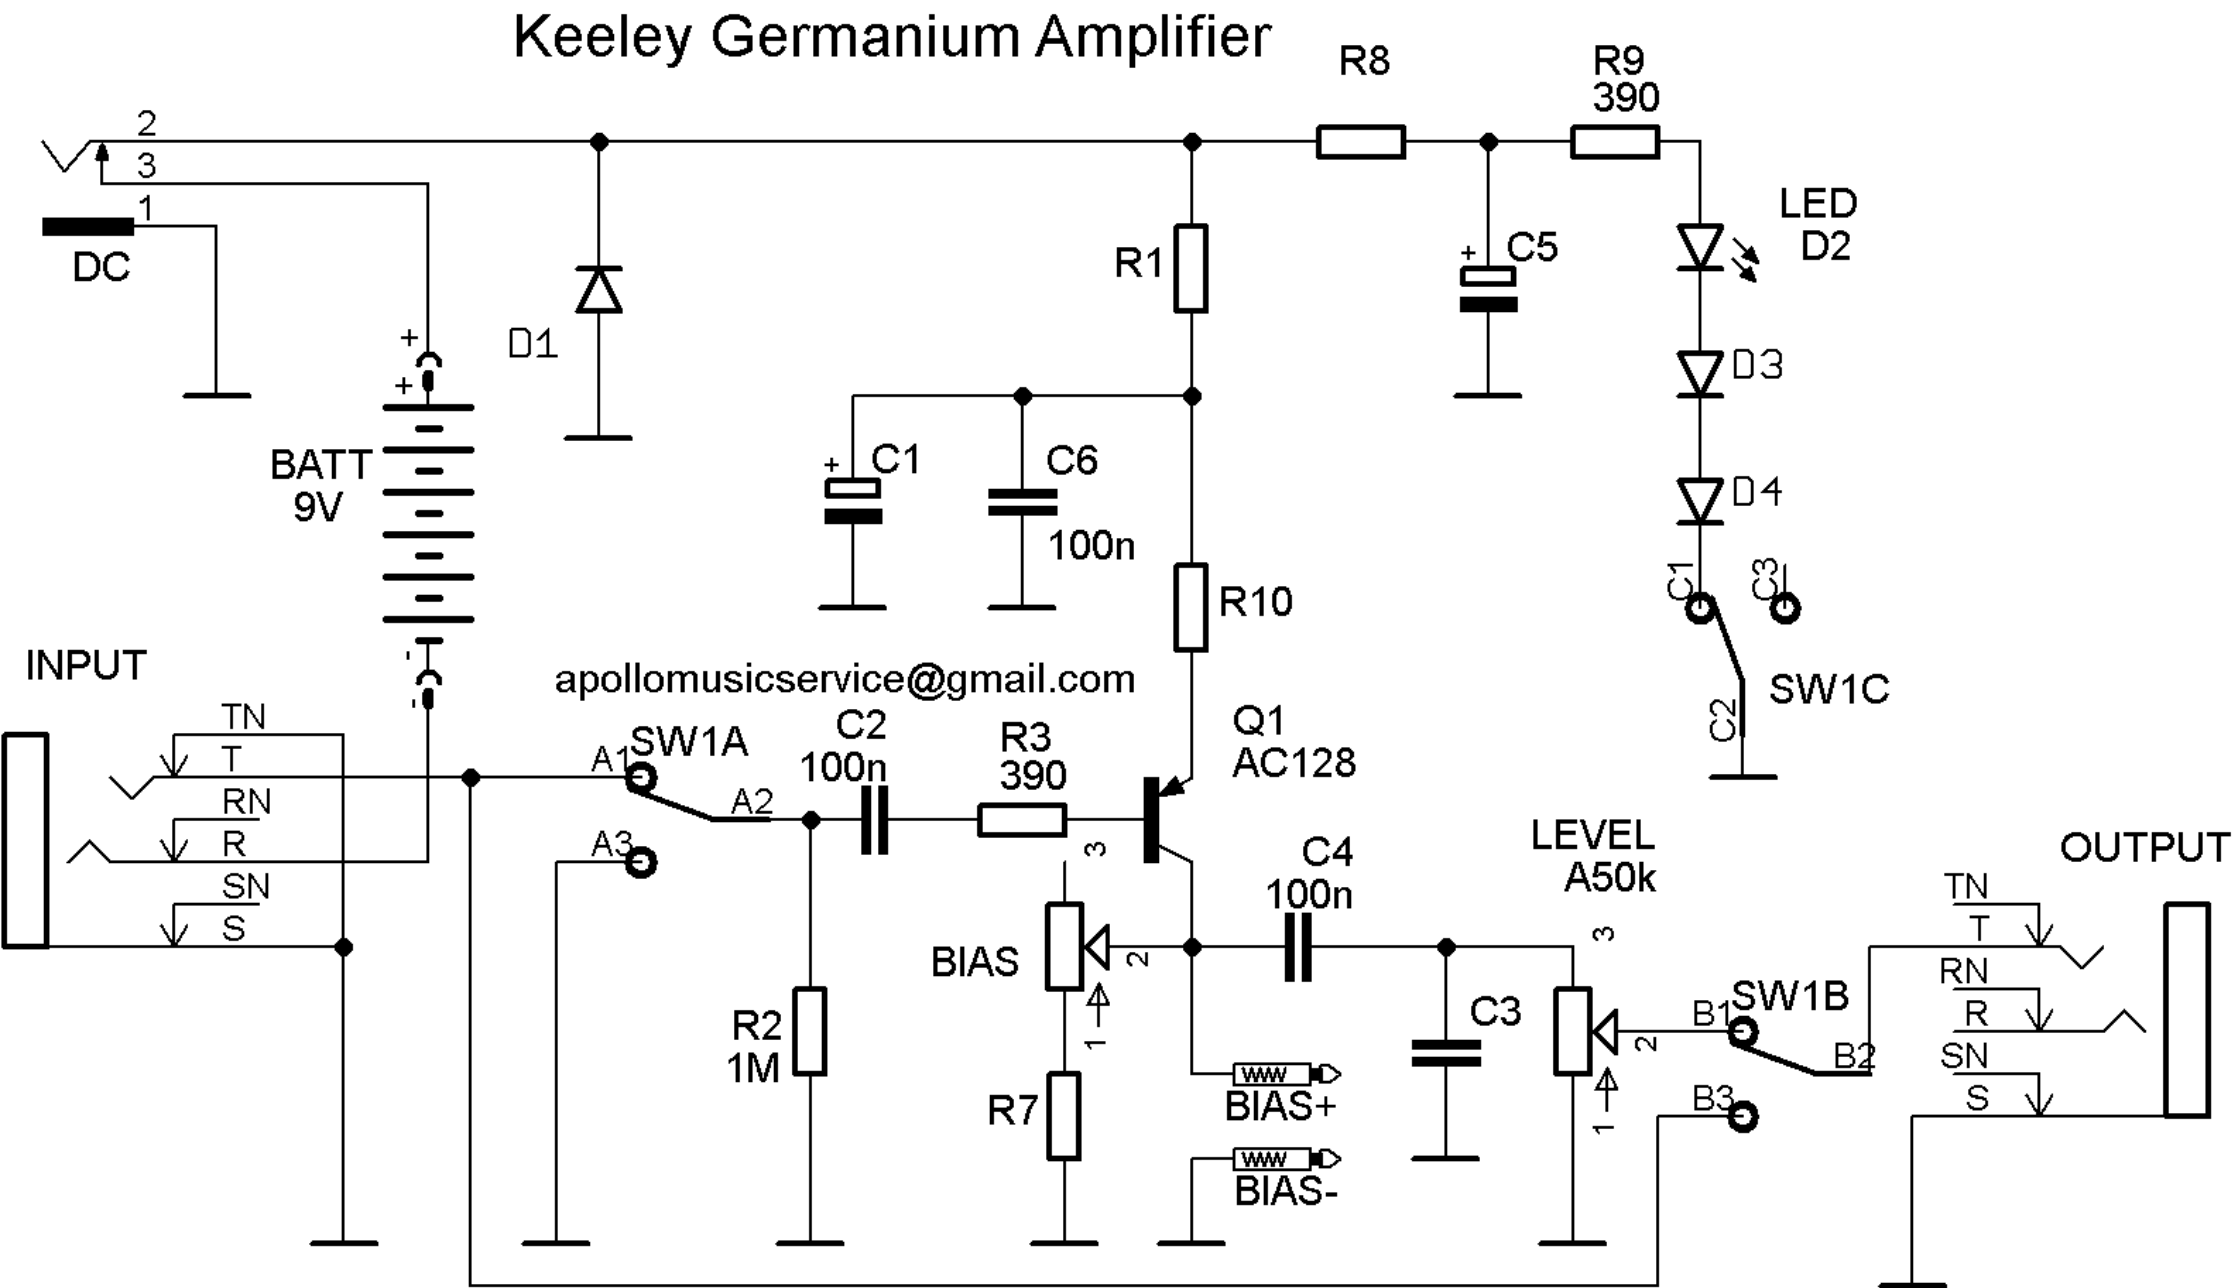 Keeley Germanium Amplifier
R8
R9
390
2
3
1
DC
LED
D2
R1
+
C5
D1
+
+
D3
BATT
9V
+
C1
C6
100n
D4
C1
C3
R10
-
-
INPUT
apollomusicservice@gmail.com
SW1C
C2
TN
T
RN
R
SN
S
A1
SW1A
A2
A3
C2
100n
R3
390
Q1
AC128
3
BIAS
2
1
C4
100n
LEVEL
A50k
OUTPUT
3
2
1
R2
1M
R7
C3
BIAS+
BIAS-
B1
SW1B
B2
B3
TN
T
RN
R
SN
S